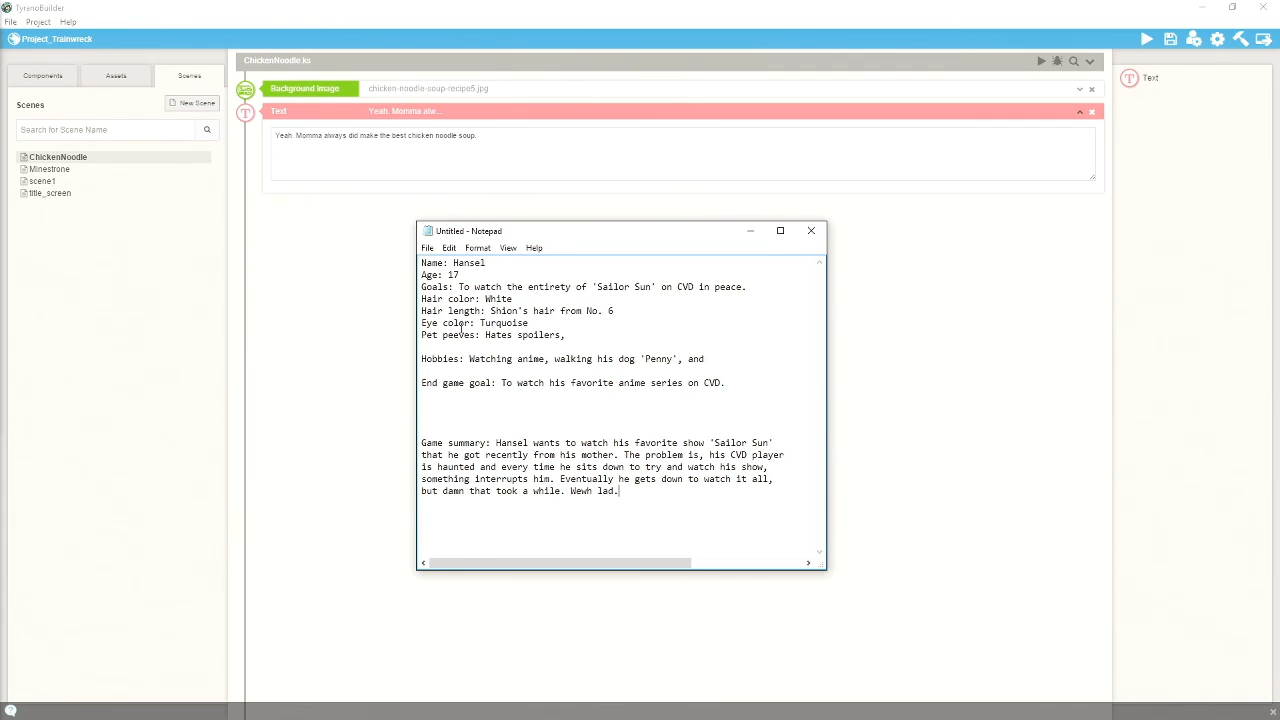 TyranoBuilder
File Project Help
Project_Trainwreck
Components Assets Scenes
Scenes
New Scene
Search for Scene Name
ChickenNoodle
Minestrone
scene1
title_screen
ChickenNoodle.ks
Background Image chicken-noodle-soup-recipe5.jpg
Text Yeah. Momma alw...
Yeah. Momma always did make the best chicken noodle soup.
Text
Untitled - Notepad
File Edit Format View Help
Name: Hansel
Age: 17
Goals: To watch the entirety of 'Sailor Sun' on CVD in peace.
Hair color: White
Hair length: Shion's hair from No. 6
Eye color: Turquoise
Pet peeves: Hates spoilers,
Hobbies: Watching anime, walking his dog 'Penny', and
End game goal: To watch his favorite anime series on CVD.
Game summary: Hansel wants to watch his favorite show 'Sailor Sun'
that he got recently from his mother. The problem is, his CVD player
is haunted and every time he sits down to try and watch his show,
something interrupts him. Eventually he gets down to watch it all,
but damn that took a while. Wewh lad.